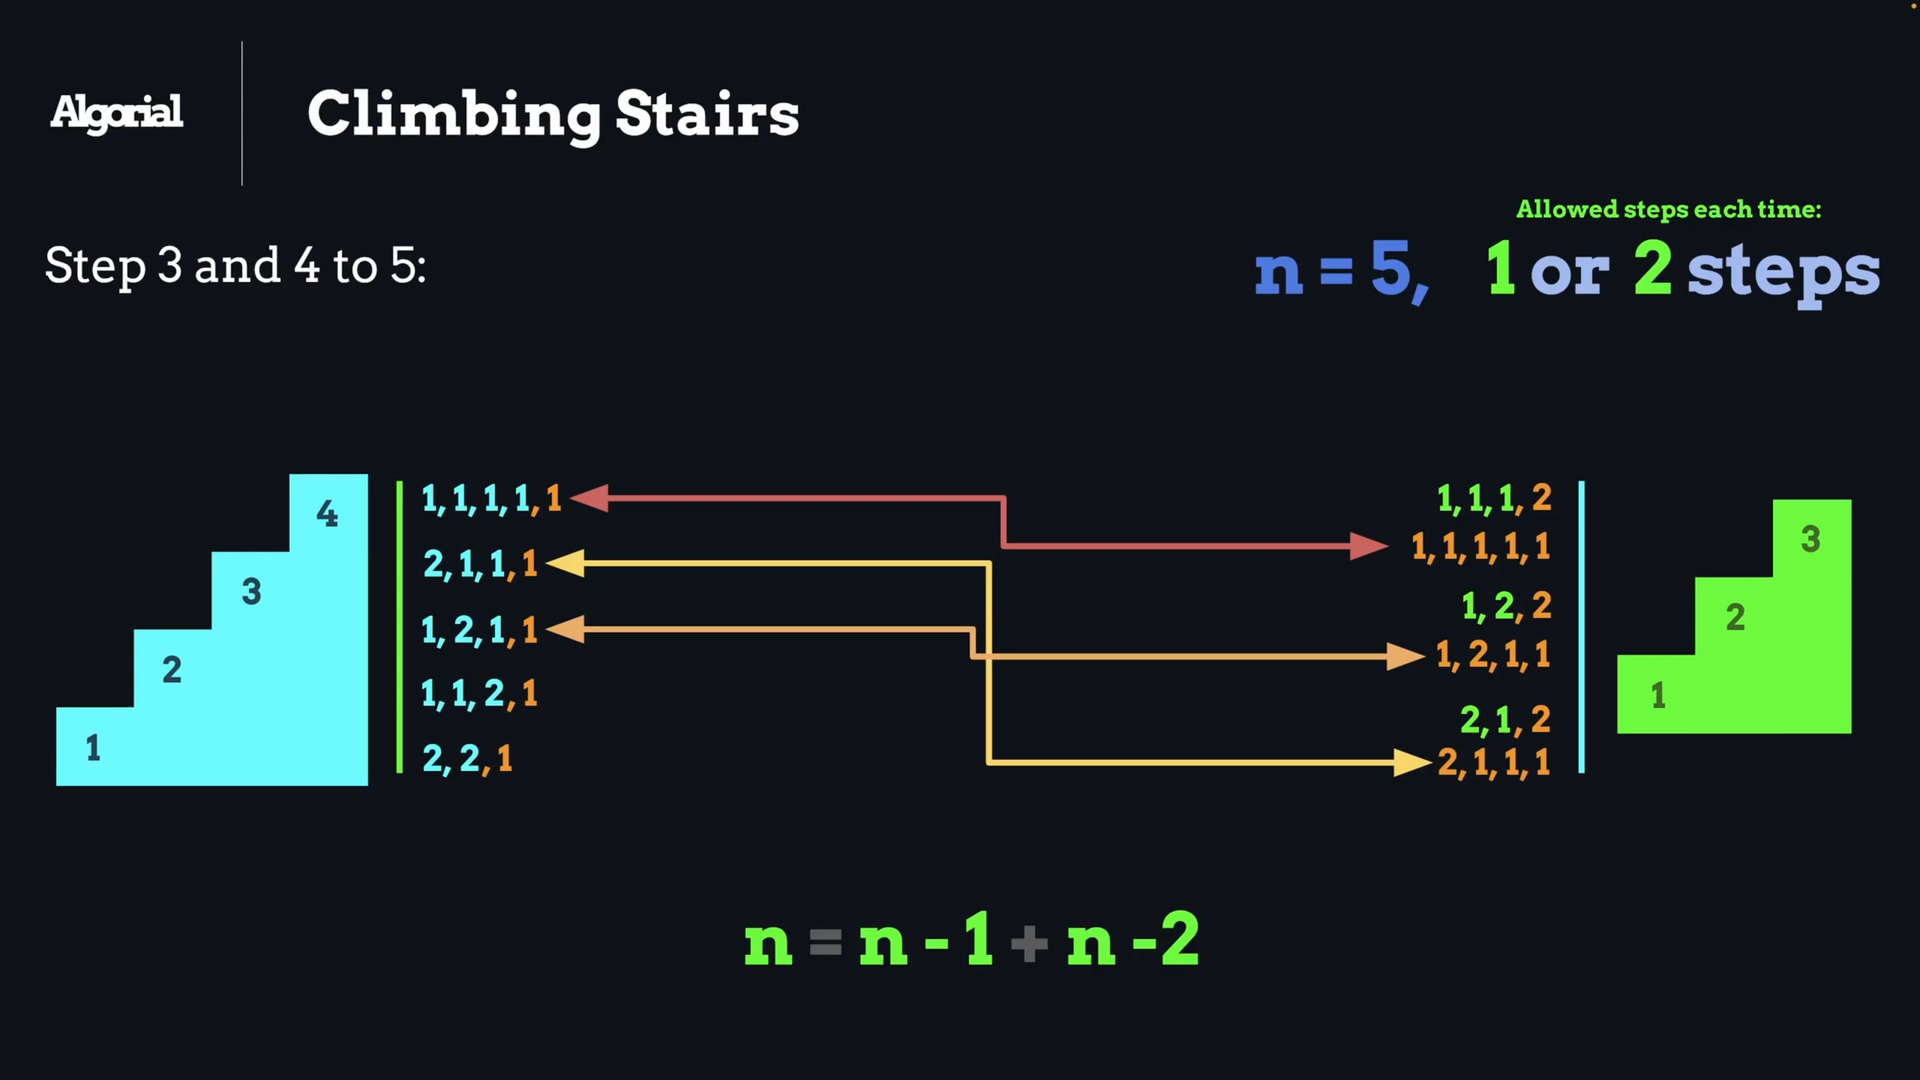 Algorial
Climbing Stairs
Allowed steps each time:
Step 3 and 4 to 5:
n = 5, 1 or 2 steps
4
3
2
1
1, 1, 1, 1, 1
2, 1, 1, 1
1, 2, 1, 1
1, 1, 2, 1
2, 2, 1
1, 1, 1, 2
1, 1, 1, 1, 1
1, 2, 2
1, 2, 1, 1
2, 1, 2
2, 1, 1, 1
3
2
1
n = n - 1 + n -2